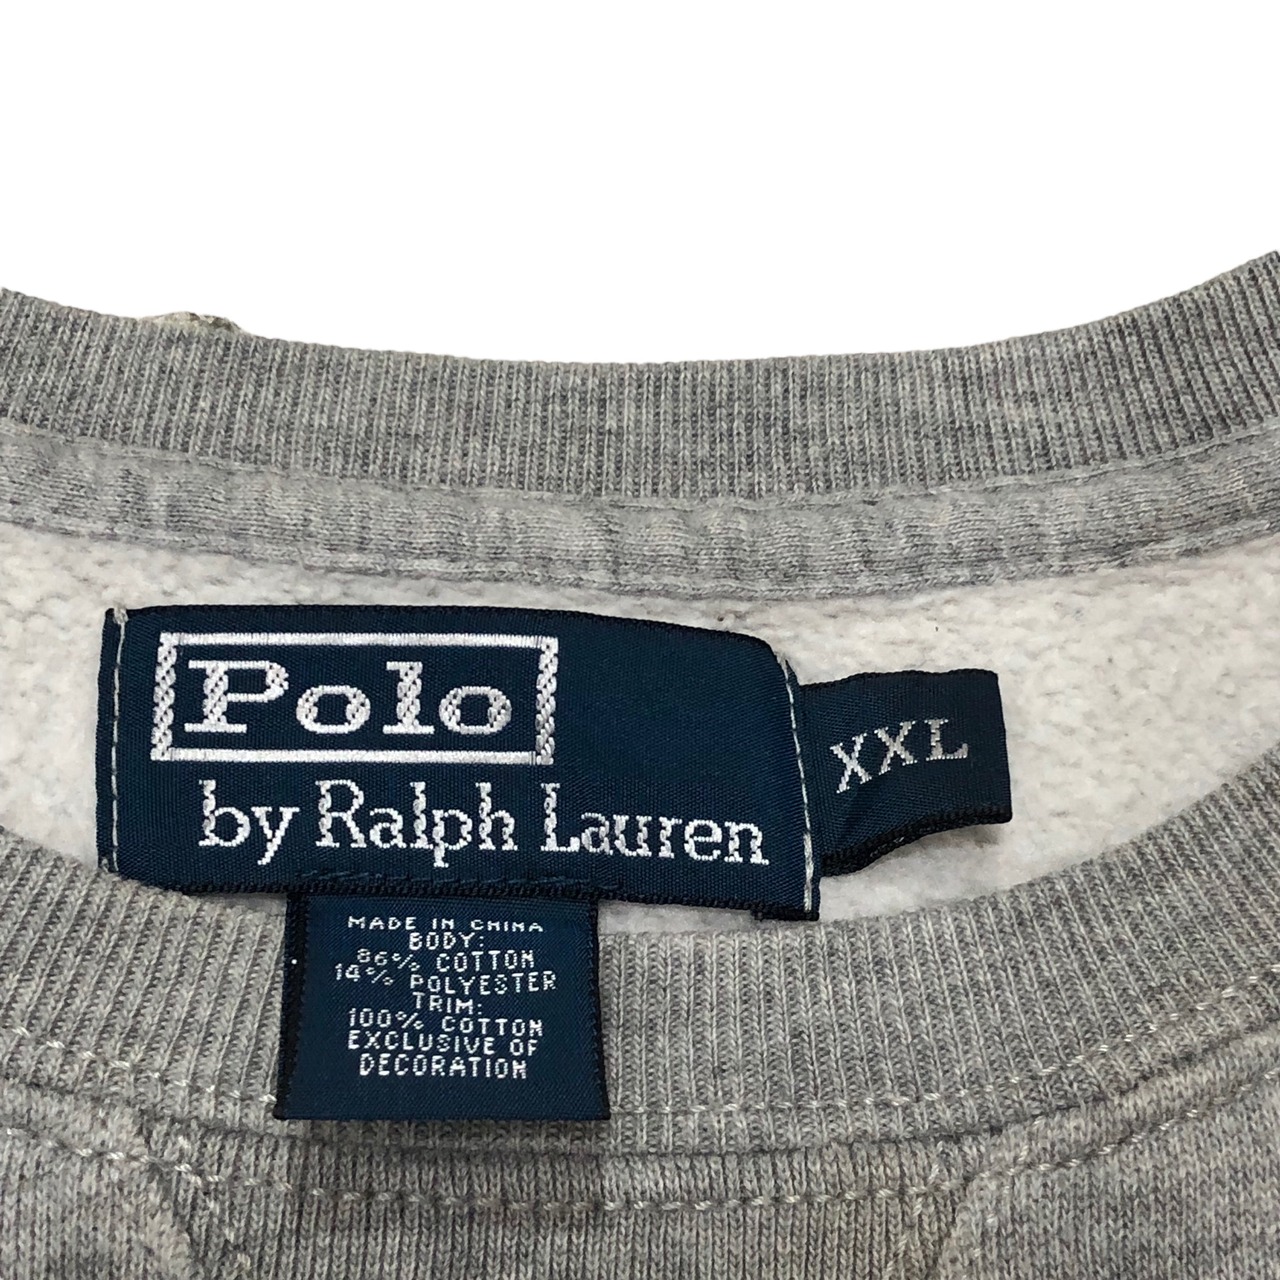 Polo
by Ralph Lauren
XXL
MADE IN CHINA
BODY:
86% COTTON
14% POLYESTER
TRIM:
100% COTTON
EXCLUSIVE OF
DECORATION